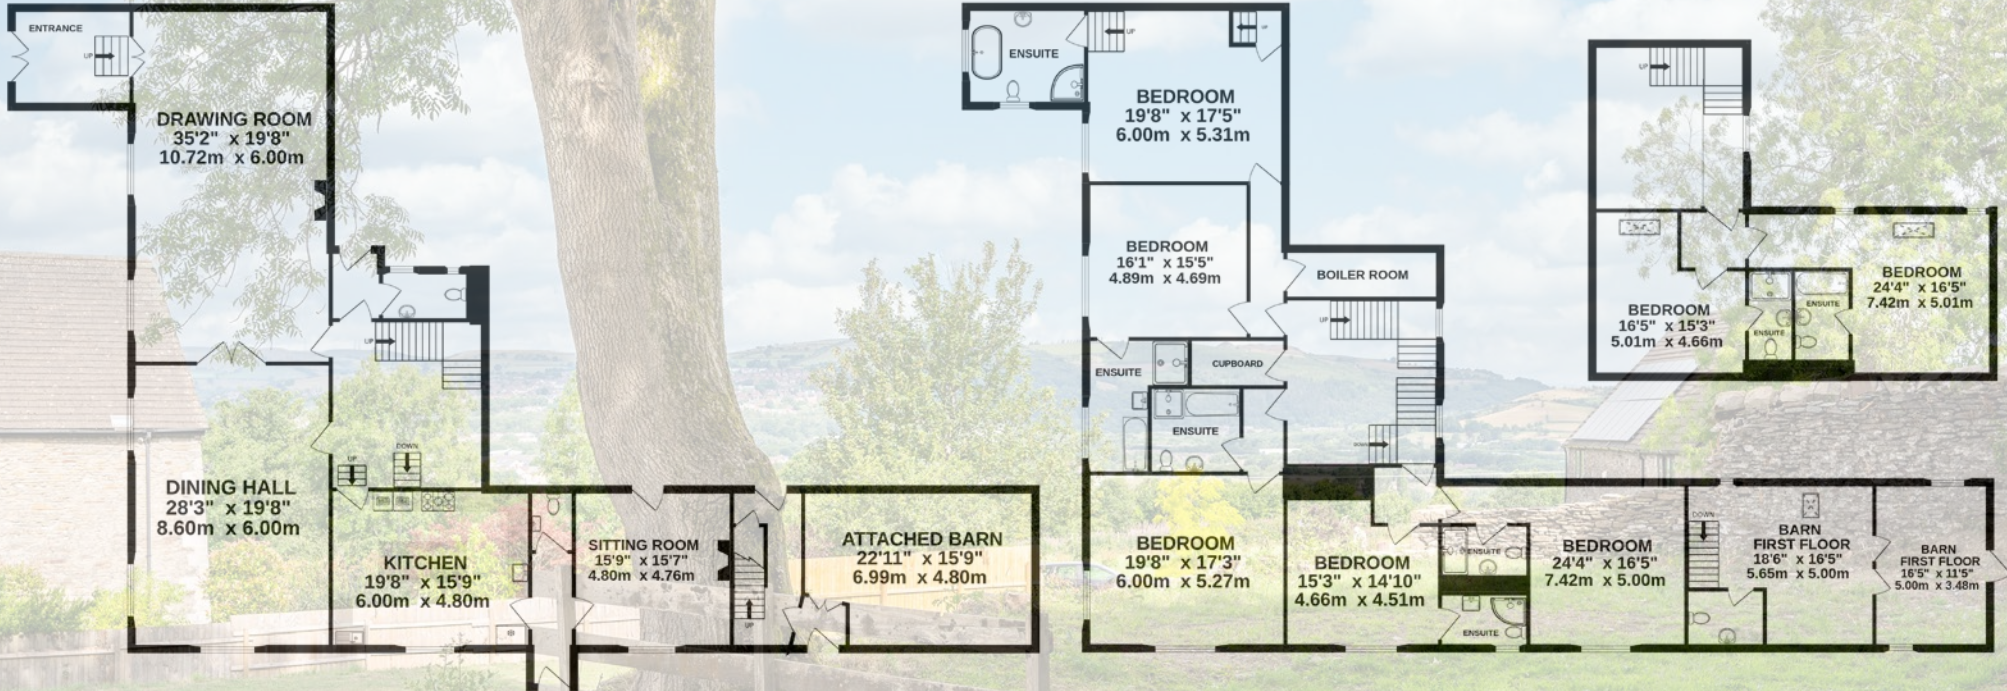 ENTRANCE
UP
DRAWING ROOM
35'2" x 19'8"
10.72m x 6.00m
UP
UP
DOWN
DINING HALL
28'3" x 19'8"
8.60m x 6.00m
KITCHEN
19'8" x 15'9"
6.00m x 4.80m
SITTING ROOM
15'9" x 15'7"
4.80m x 4.76m
UP
ATTACHED BARN
22'11" x 15'9"
6.99m x 4.80m
ENSUITE
UP
UP
BEDROOM
19'8" x 17'5"
6.00m x 5.31m
BEDROOM
16'1" x 15'5"
4.89m x 4.69m
BOILER ROOM
UP
ENSUITE
CUPBOARD
ENSUITE
DOWN
BEDROOM
19'8" x 17'3"
6.00m x 5.27m
BEDROOM
15'3" x 14'10"
4.66m x 4.51m
ENSUITE
ENSUITE
BEDROOM
24'4" x 16'5"
7.42m x 5.00m
DOWN
BARN
FIRST FLOOR
18'6" x 16'5"
5.65m x 5.00m
BARN
FIRST FLOOR
16'5" x 11'5"
5.00m x 3.48m
UP
BEDROOM
16'5" x 15'3"
5.01m x 4.66m
ENSUITE
ENSUITE
BEDROOM
24'4" x 16'5"
7.42m x 5.01m